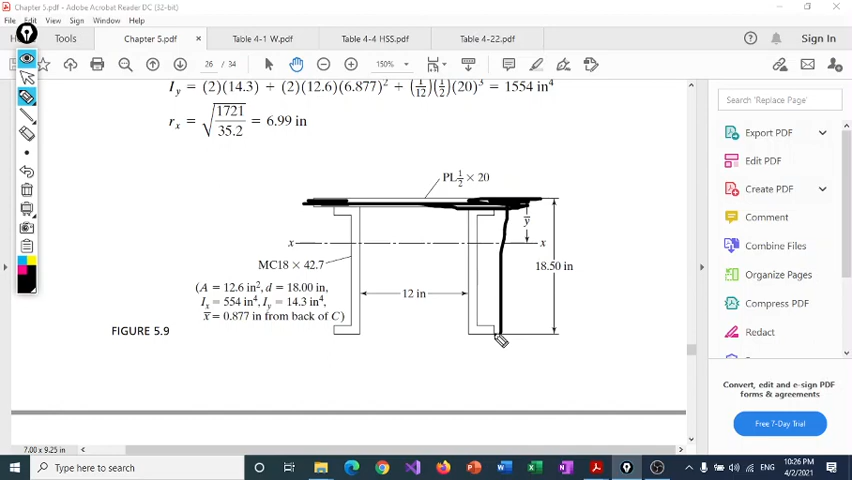 Chapter 5.pdf - Adobe Acrobat Reader DC (32-bit)
File Edit View Sign Window Help
Tools
Chapter 5.pdf ×
Table 4-1 W.pdf
Table 4-4 HSS.pdf
Table 4-22.pdf
Sign In
26 / 34
150%
I_y = (2)(14.3) + (2)(12.6)(6.877)² + (1/12)(1/2)(20)³ = 1554 in⁴
r_x = √(1721/35.2) = 6.99 in
PL 1/2 × 20
y̅
x
x
MC18 × 42.7
18.50 in
(A = 12.6 in², d = 18.00 in,
I_x = 554 in⁴, I_y = 14.3 in⁴,
x̅ = 0.877 in from back of C)
12 in
FIGURE 5.9
7.00 x 9.25 in
Search 'Replace Page'
Export PDF
Edit PDF
Create PDF
Comment
Combine Files
Organize Pages
Compress PDF
Redact
Convert, edit and e-sign PDF
forms & agreements
Free 7-Day Trial
Type here to search
ENG
10:26 PM
4/2/2021